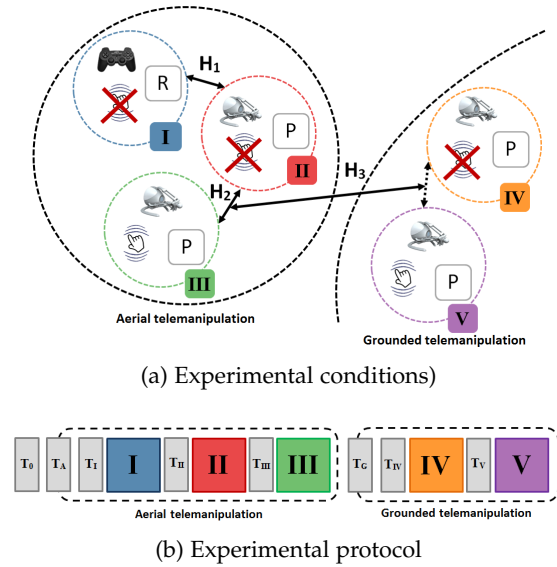 R
H1
P
I
II
H2
H3
P
IV
P
III
P
V
Aerial telemanipulation
Grounded telemanipulation
(a) Experimental conditions)
T0 TA TI I TII II TIII III TG TIV IV TV V
Aerial telemanipulation
Grounded telemanipulation
(b) Experimental protocol